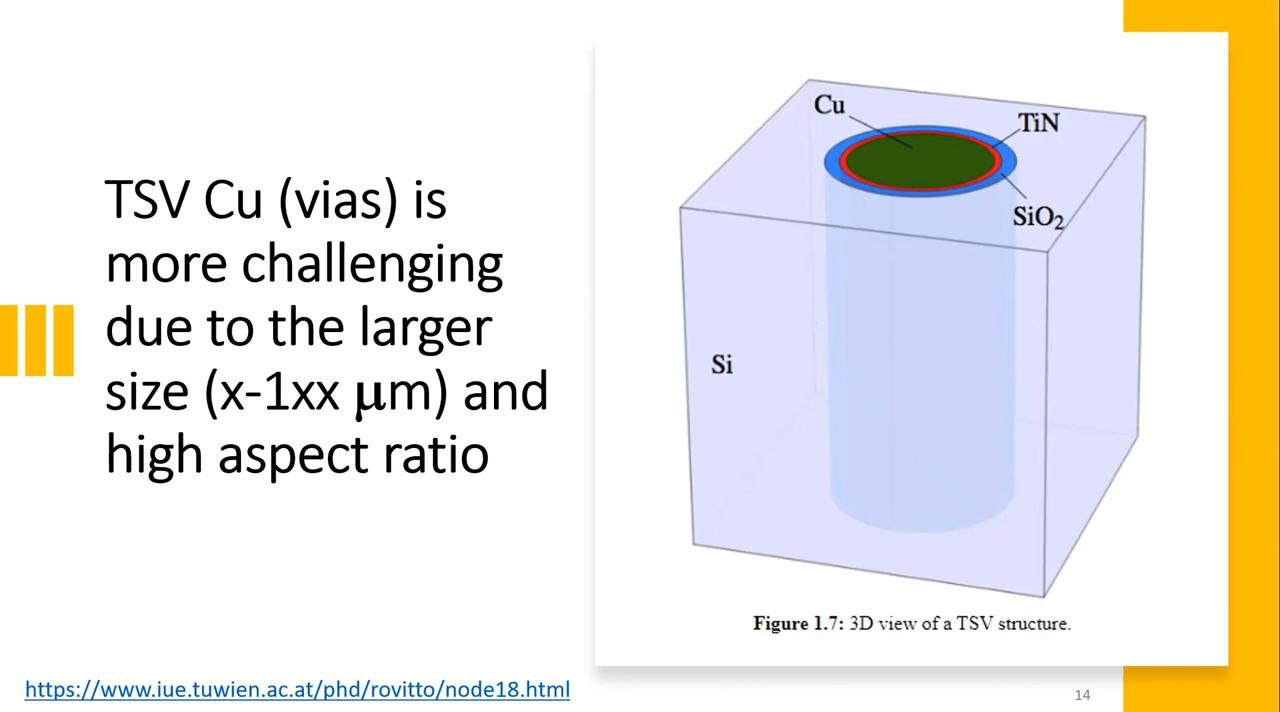 TSV Cu (vias) is
more challenging
due to the larger
size (x-1xx μm) and
high aspect ratio
Cu
TiN
SiO₂
Si
Figure 1.7: 3D view of a TSV structure.
https://www.iue.tuwien.ac.at/phd/rovitto/node18.html
14